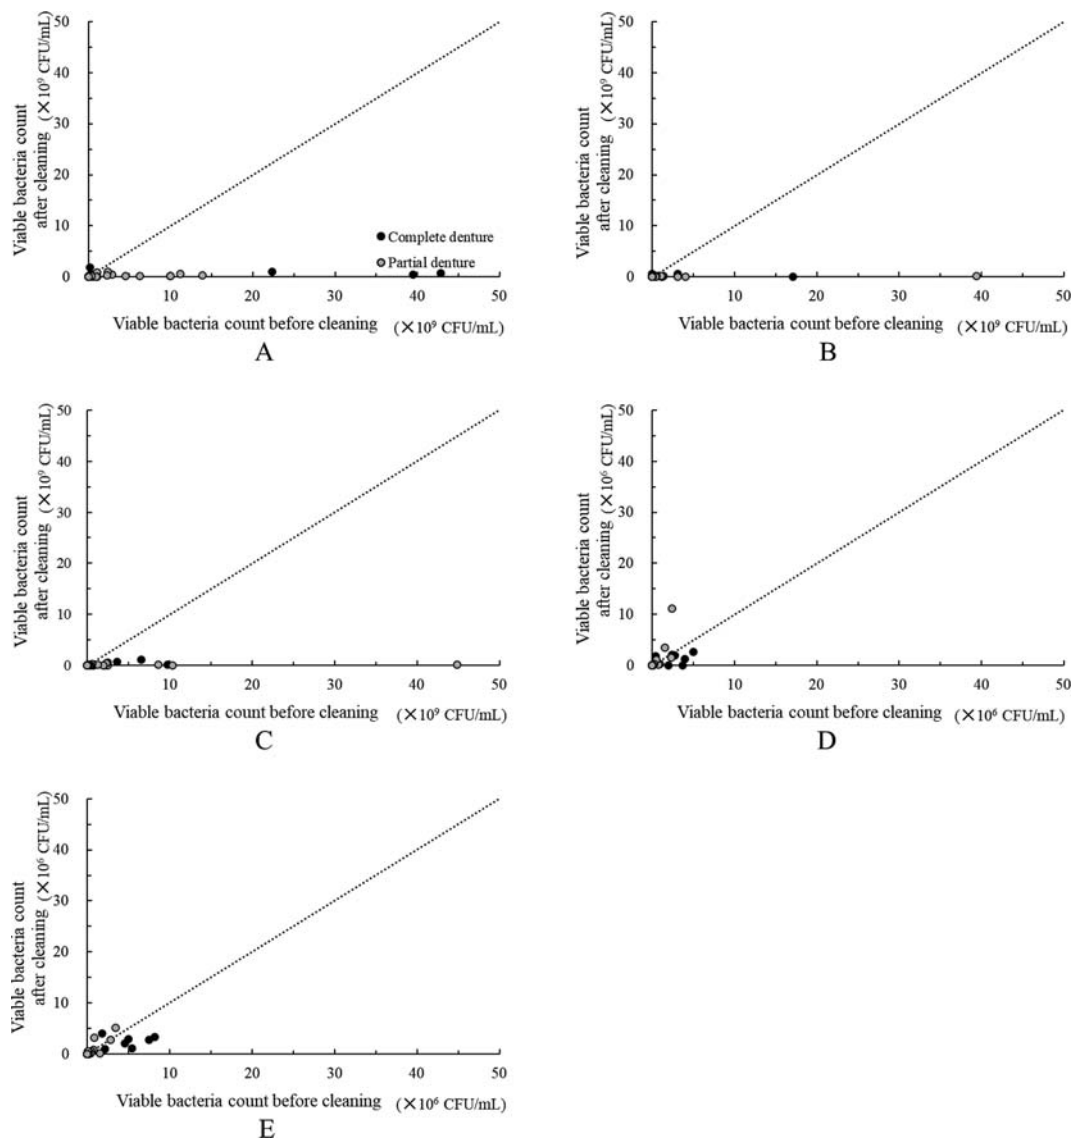 50
40
30
20
10
0
Viable bacteria count
after cleaning (×10⁹ CFU/mL)
Complete denture
Partial denture
10 20 30 40 50
Viable bacteria count before cleaning (×10⁹ CFU/mL)
A
50
40
30
20
10
0
Viable bacteria count
after cleaning (×10⁹ CFU/mL)
10 20 30 40 50
Viable bacteria count before cleaning (×10⁹ CFU/mL)
B
50
40
30
20
10
0
Viable bacteria count
after cleaning (×10⁹ CFU/mL)
10 20 30 40 50
Viable bacteria count before cleaning (×10⁹ CFU/mL)
C
50
40
30
20
10
0
Viable bacteria count
after cleaning (×10⁶ CFU/mL)
10 20 30 40 50
Viable bacteria count before cleaning (×10⁶ CFU/mL)
D
50
40
30
20
10
0
Viable bacteria count
after cleaning (×10⁶ CFU/mL)
10 20 30 40 50
Viable bacteria count before cleaning (×10⁶ CFU/mL)
E